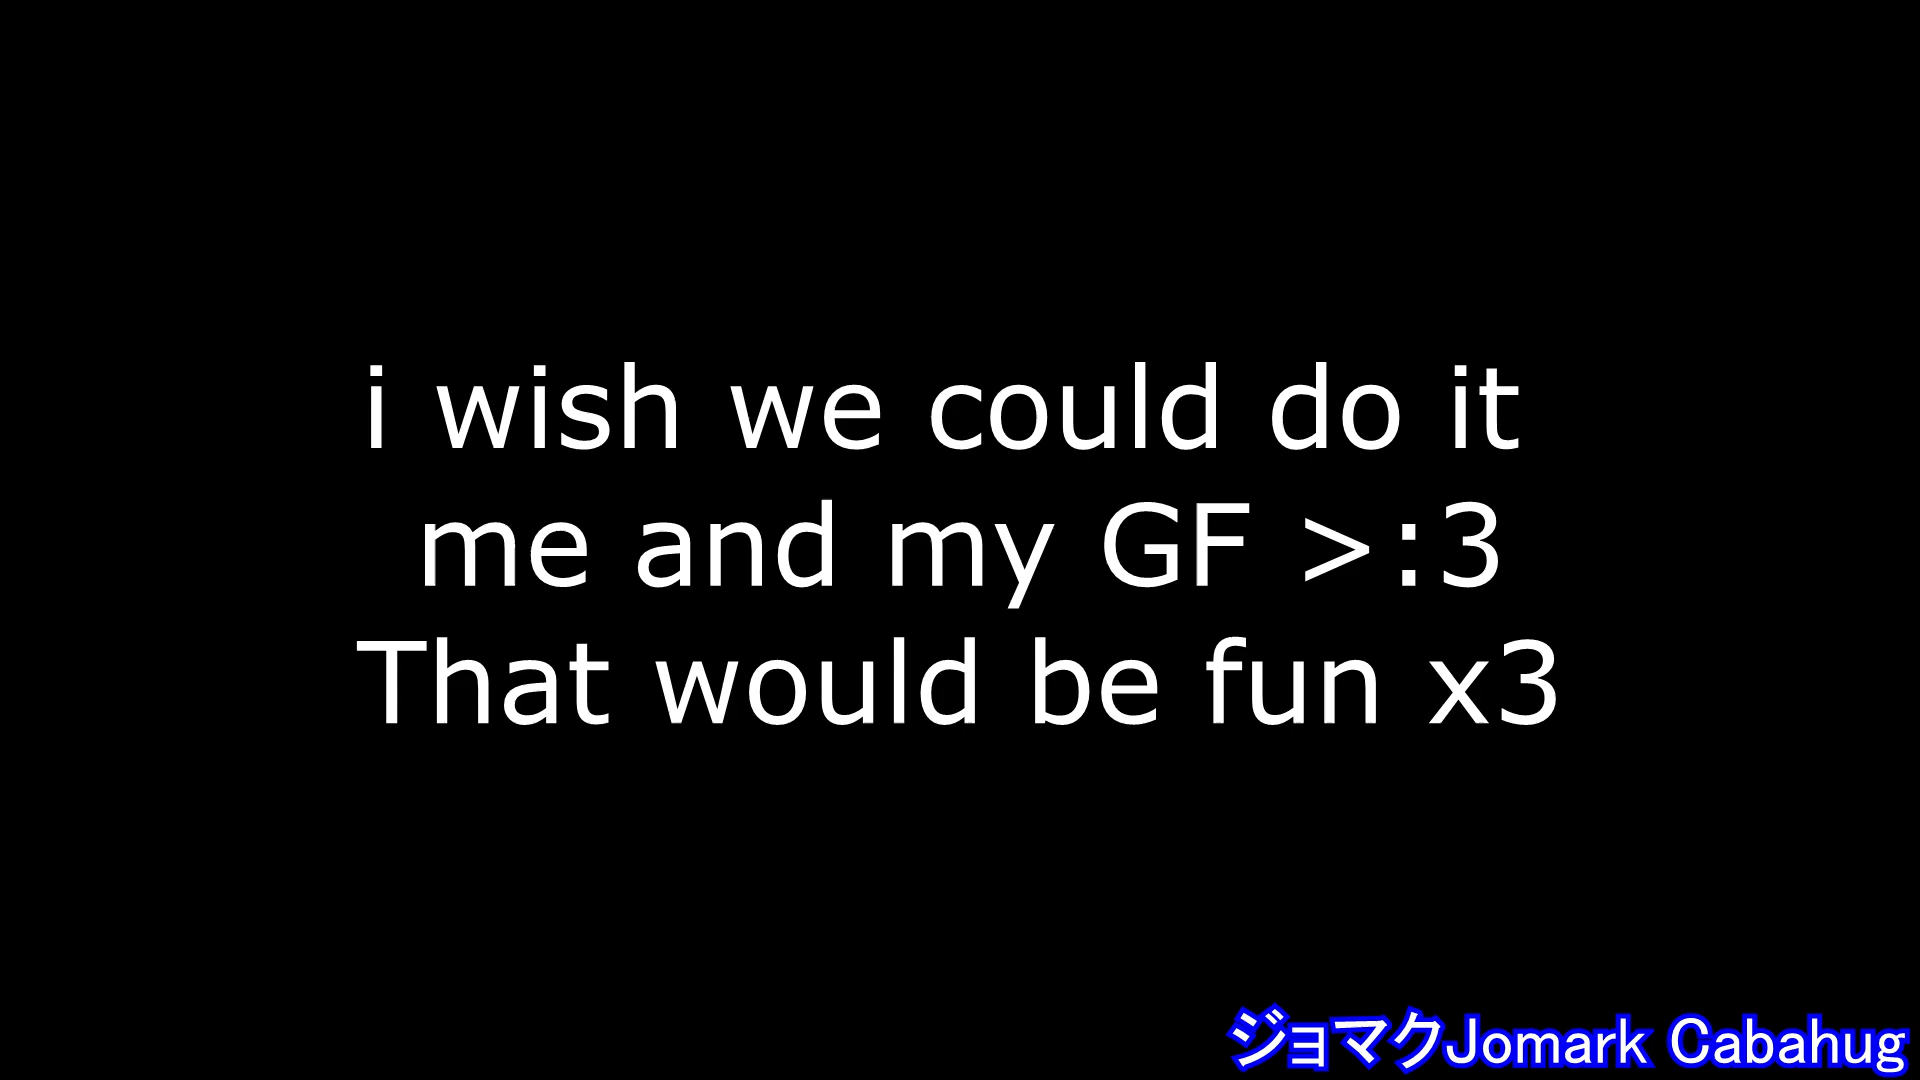 i wish we could do it
me and my GF >:3
That would be fun x3
ジョマクJomark Cabahug